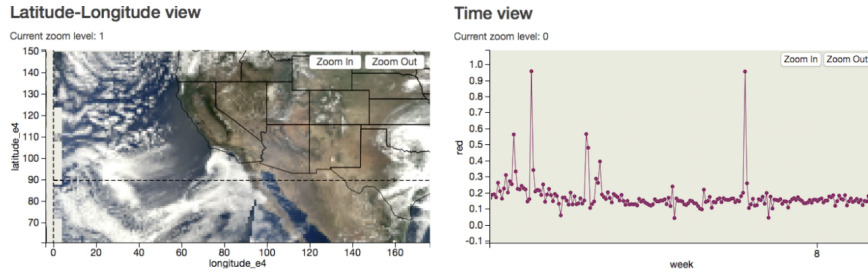 Latitude-Longitude view
Current zoom level: 1
Zoom In Zoom Out
150
140
130
120
110
100
90
80
70
latitude_e4
0 20 40 60 80 100 120 140 160
longitude_e4
Time view
Current zoom level: 0
Zoom In Zoom Out
1.0
0.9
0.8
0.7
0.6
0.5
0.4
0.3
0.2
0.1
0.0
-0.1
red
8
week